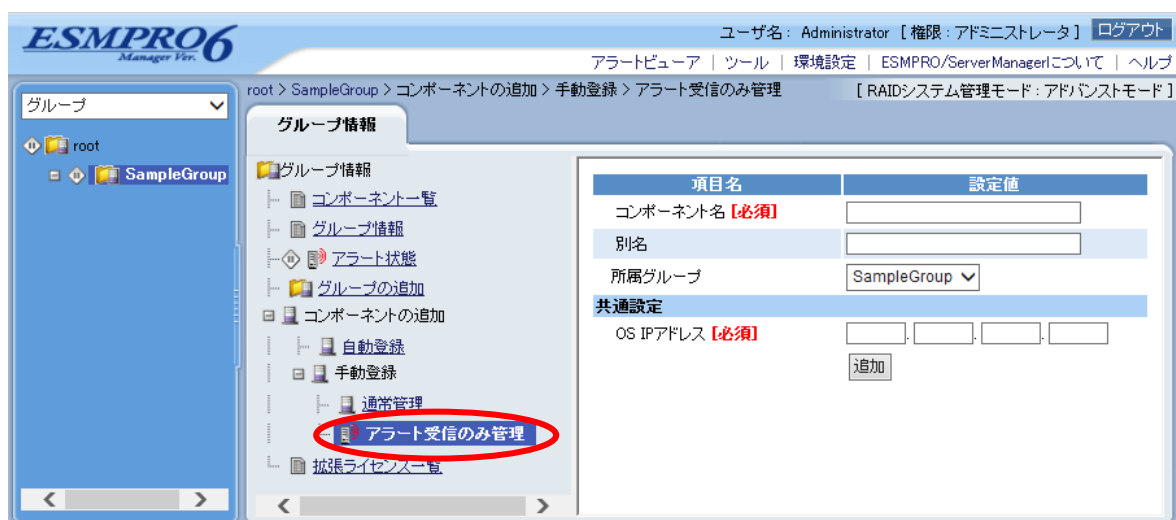 ESMPRO6
Manager Ver.
ユーザ名： Administrator [ 権限：アドミニストレータ ] ログアウト
アラートビューア | ツール | 環境設定 | ESMPRO/ServerManagerについて | ヘルプ
グループ
root > SampleGroup > コンポーネントの追加 > 手動登録 > アラート受信のみ管理
[ RAIDシステム管理モード：アドバンストモード ]
root
SampleGroup
グループ情報
グループ情報
コンポーネント一覧
グループ情報
アラート状態
グループの追加
コンポーネントの追加
自動登録
手動登録
通常管理
アラート受信のみ管理
拡張ライセンス一覧
項目名 設定値
コンポーネント名 [必須]
別名
所属グループ SampleGroup
共通設定
OS IPアドレス [必須] . . .
追加